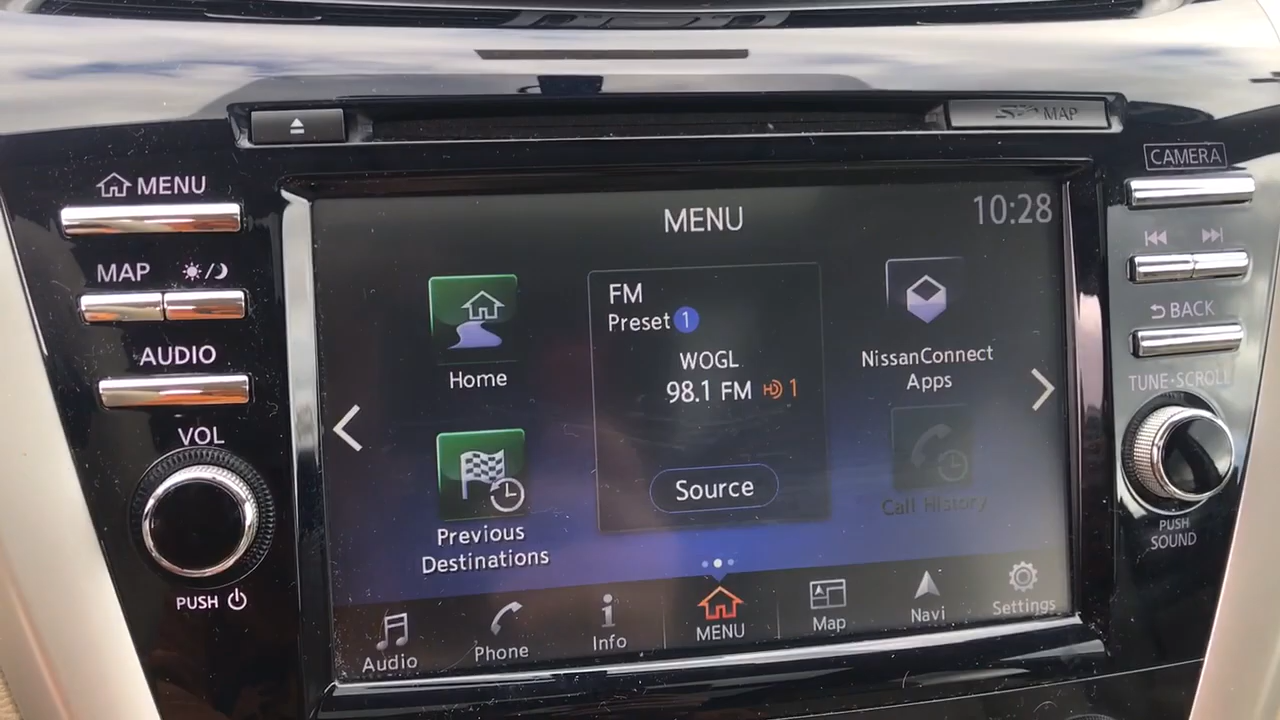 SD MAP
MENU
MAP
AUDIO
VOL
PUSH
MENU
10:28
Home
Previous
Destinations
FM
Preset 1
WOGL
98.1 FM HD 1
Source
NissanConnect
Apps
Call History
Audio
Phone
Info
MENU
Map
Navi
Settings
CAMERA
BACK
TUNE·SCROLL
PUSH
SOUND